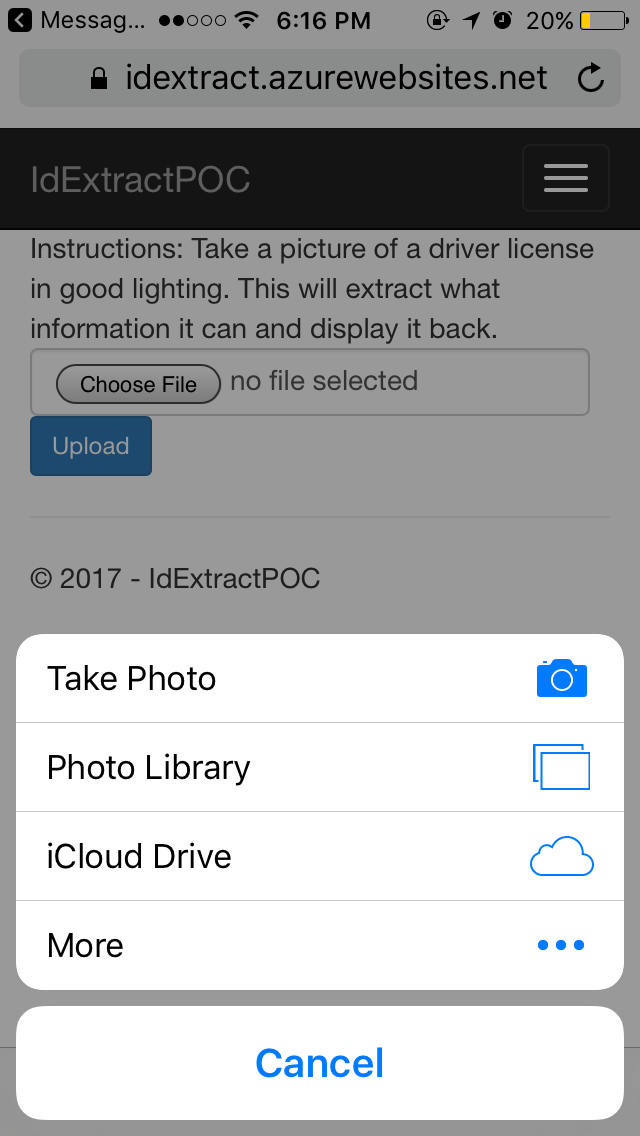 Messag... 6:16 PM 20%
idextract.azurewebsites.net
IdExtractPOC
Instructions: Take a picture of a driver license
in good lighting. This will extract what
information it can and display it back.
Choose File no file selected
Upload
© 2017 - IdExtractPOC
Take Photo
Photo Library
iCloud Drive
More
Cancel